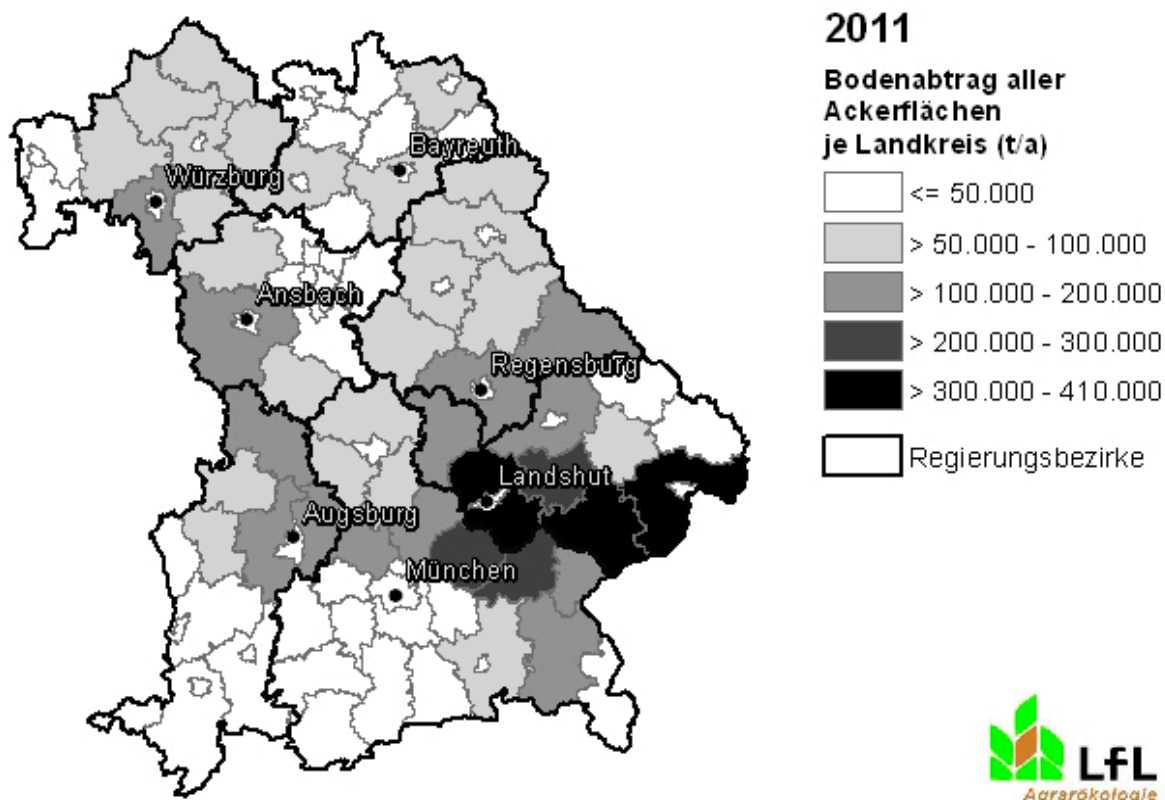 2011
Bodenabtrag aller
Ackerflächen
je Landkreis (t/a)
<= 50.000
> 50.000 - 100.000
> 100.000 - 200.000
> 200.000 - 300.000
> 300.000 - 410.000
Regierungsbezirke
Bayreuth
Würzburg
Ansbach
Regensburg
Landshut
Augsburg
München
LfL
Agrarökologie